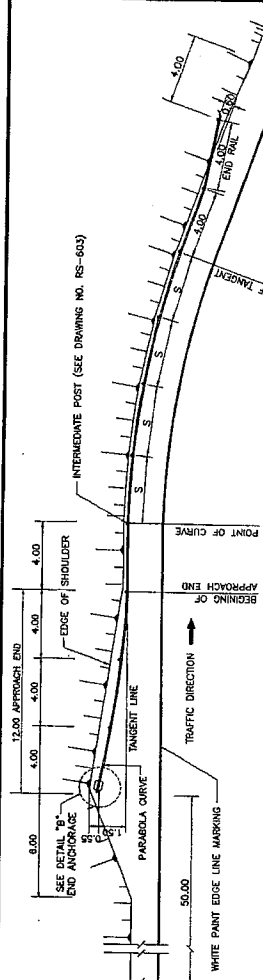 12.00 APPROACH END
6.00
4.00
4.00
4.00
4.00
SEE DETAIL "B"
END ANCHORAGE
EDGE OF SHOULDER
INTERMEDIATE POST (SEE DRAWING NO. RS-603)
0.55
1.50
TANGENT LINE
PARABOLA CURVE
BEGINING OF
APPROACH END
POINT OF CURVE
S
S
S
S
4.00
4.00
END RAIL
0.60
4.00
TANGENT
TRAFFIC DIRECTION
50.00
WHITE PAINT EDGE LINE MARKING